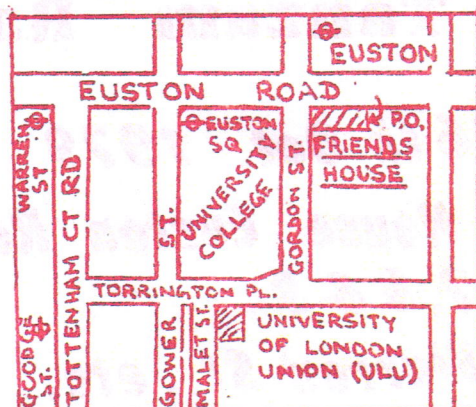 EUSTON
EUSTON ROAD
WARREN
ST
TOTTENHAM CT RD
EUSTON
SQ
UNIVERSITY
COLLEGE
GORDON ST.
P.O.
FRIENDS
HOUSE
ST.
TORRINGTON PL.
GOODGE
ST.
GOWER
MALET ST.
UNIVERSITY
OF LONDON
UNION (ULU)